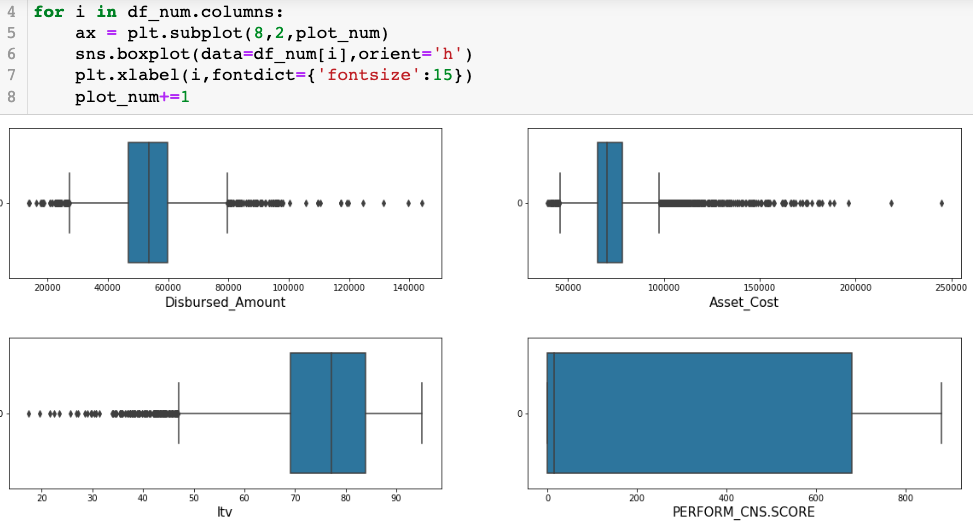 4 for i in df_num.columns:
5     ax = plt.subplot(8,2,plot_num)
6     sns.boxplot(data=df_num[i],orient='h')
7     plt.xlabel(i,fontdict={'fontsize':15})
8     plot_num+=1
0 0
20000 40000 60000 80000 100000 120000 140000 50000 100000 150000 200000 250000
Disbursed_Amount Asset_Cost
0 0
20 30 40 50 60 70 80 90 0 200 400 600 800
ltv PERFORM_CNS.SCORE